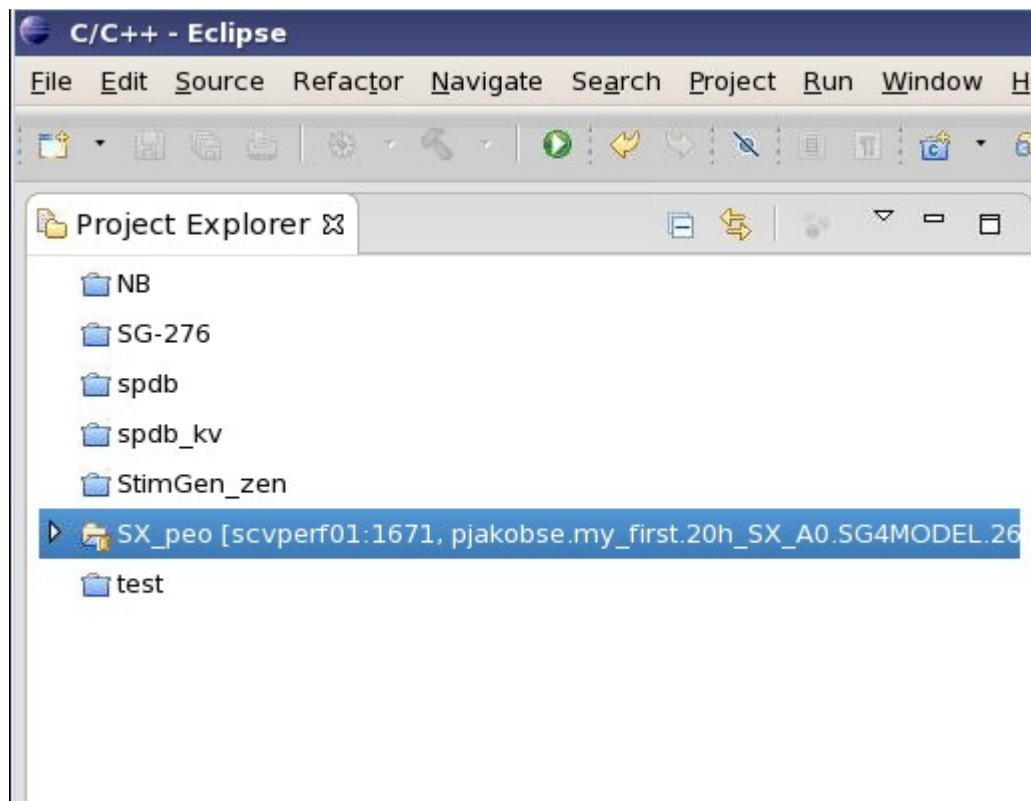 C/C++ - Eclipse
File Edit Source Refactor Navigate Search Project Run Window H
Project Explorer
NB
SG-276
spdb
spdb_kv
StimGen_zen
SX_peo [scvperf01:1671, pjakobse.my_first.20h_SX_A0.SG4MODEL.26
test